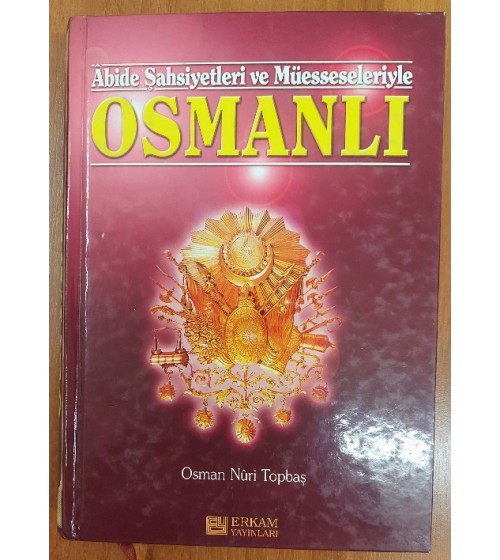 Âbide Şahsiyetleri ve Müesseseleriyle
OSMANLI
Osman Nûri Topbaş
ERKAM
YAYINLARI